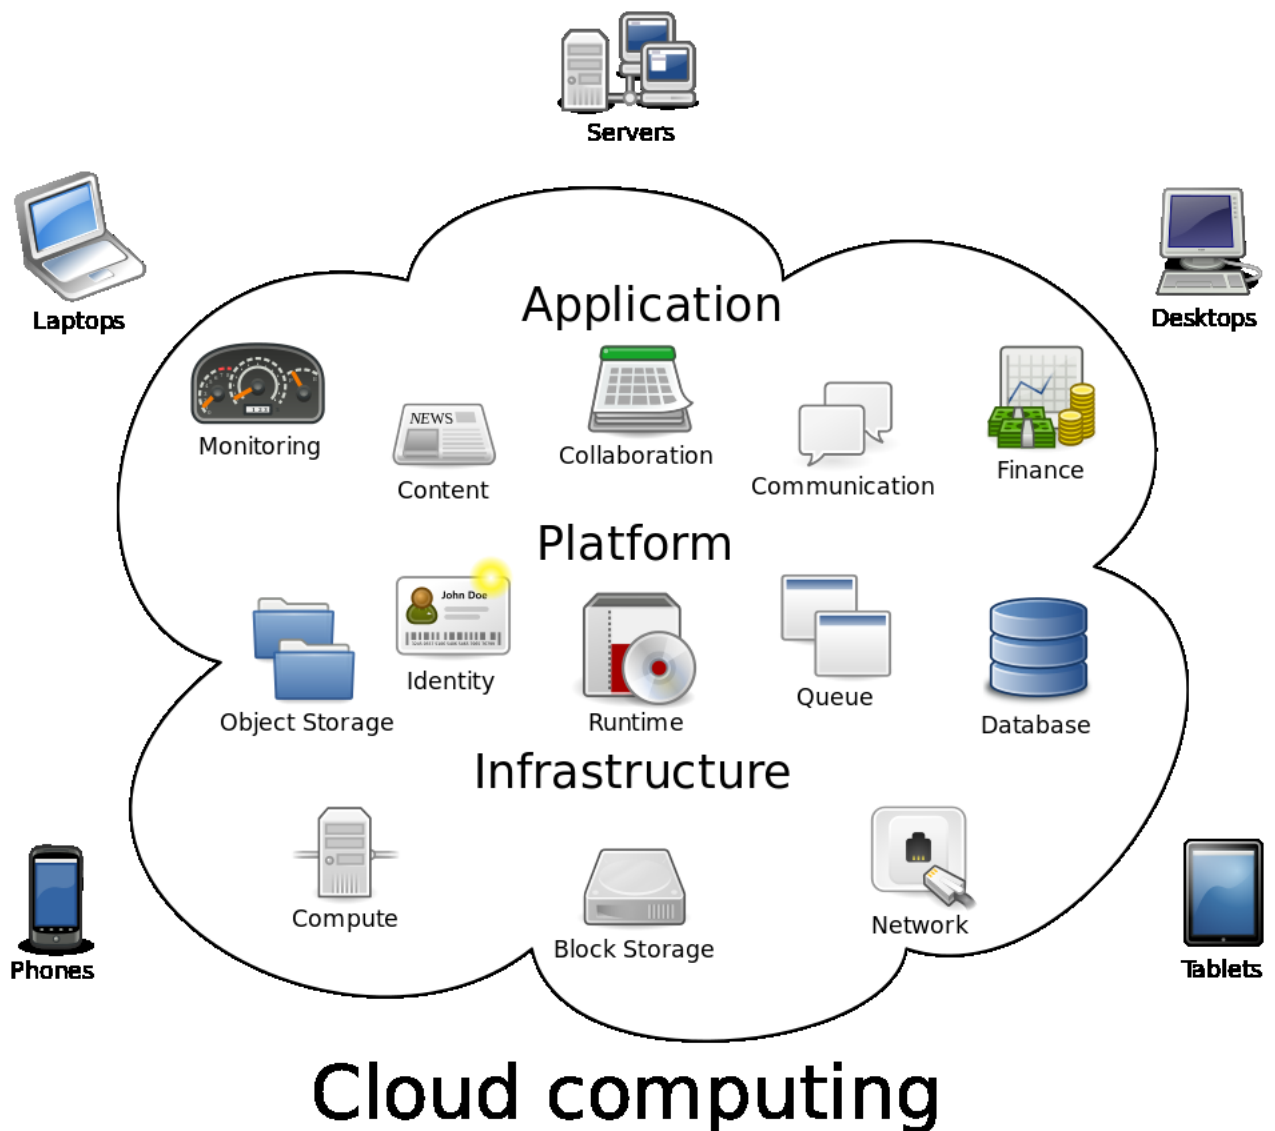 Servers
Laptops
Desktops
Application
Monitoring
NEWS
Content
Collaboration
Communication
Finance
Platform
John Doe
Identity
Object Storage
Runtime
Queue
Database
Infrastructure
Compute
Block Storage
Network
Phones
Tablets
Cloud computing